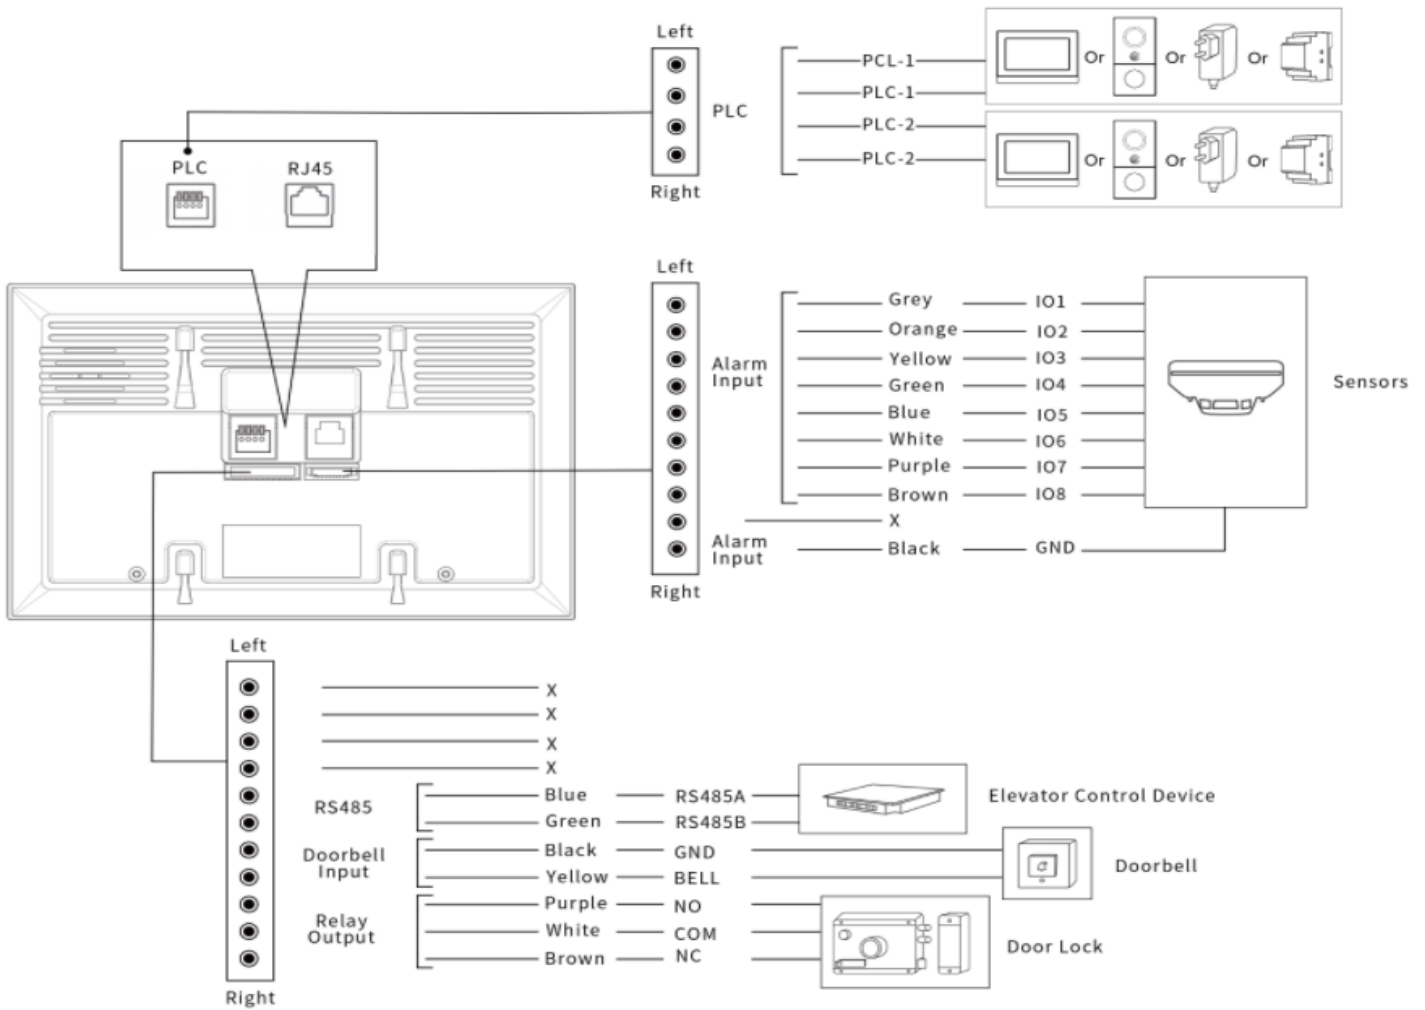 Left
PLC
Right
PCL-1
PLC-1
PLC-2
PLC-2
Or Or Or
Or Or Or
PLC RJ45
Left
Alarm
Input
Alarm
Input
Right
Grey IO1
Orange IO2
Yellow IO3
Green IO4
Blue IO5
White IO6
Purple IO7
Brown IO8
X
Black GND
Sensors
Left
Right
X
X
X
X
RS485
Blue RS485A
Green RS485B
Elevator Control Device
Doorbell
Input
Black GND
Yellow BELL
Doorbell
Relay
Output
Purple NO
White COM
Brown NC
Door Lock